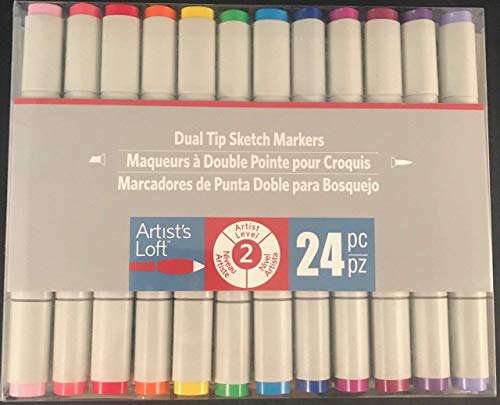 Dual Tip Sketch Markers
Maqueurs à Double Pointe pour Croquis
Marcadores de Punta Doble para Bosquejo
Artist's
Loft™
Artist
Level
2
Niveau
Artiste
Nivel
Artista
24 pc
pz